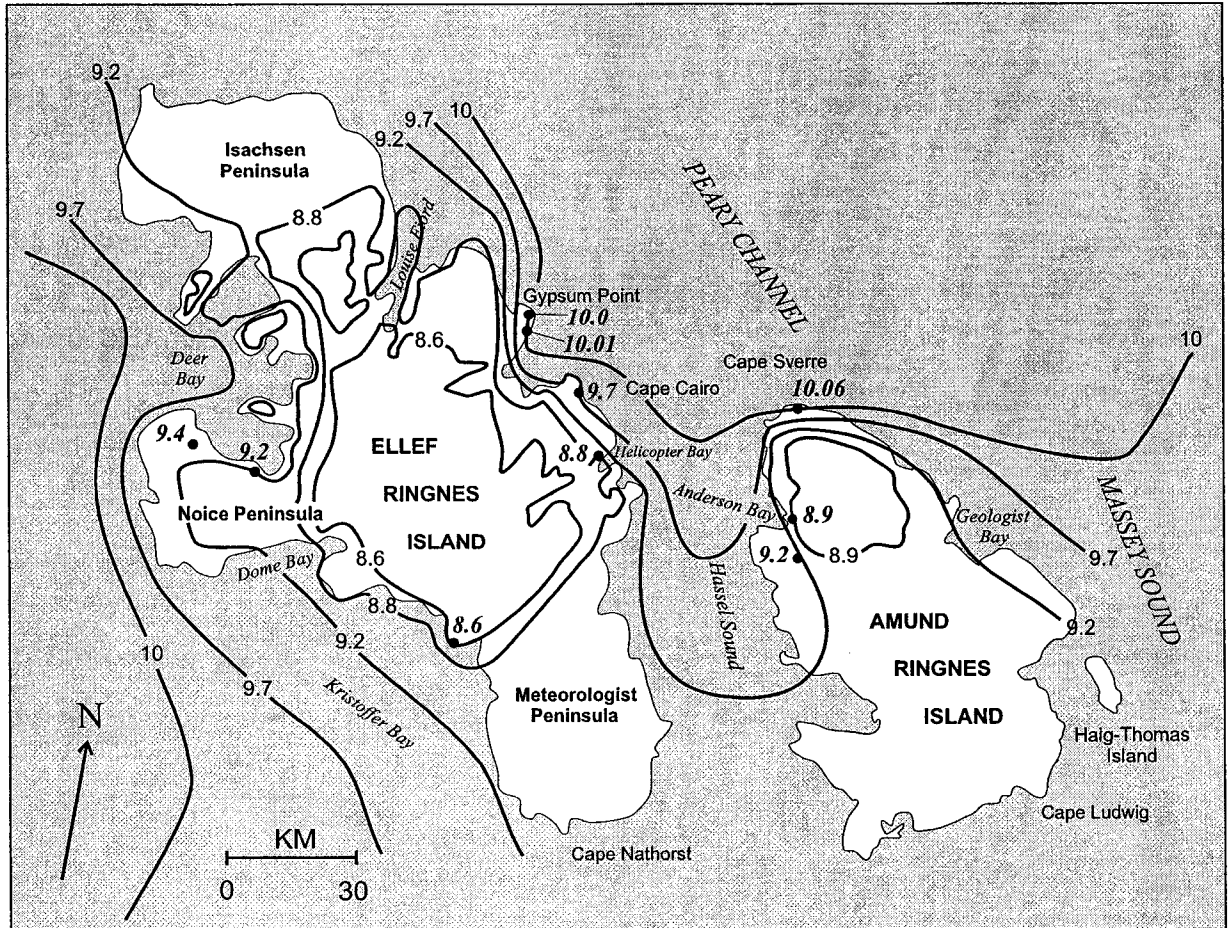 9.2
Isachsen
Peninsula
9.7
10
9.2
9.7
8.8
Louise Fiord
PEARY CHANNEL
Gypsum Point
10.0
10.01
8.6
10
Deer
Bay
Cape Sverre
10.06
9.7
Cape Cairo
9.4
9.2
ELLEF
RINGNES
ISLAND
8.8
Helicopter Bay
Noice Peninsula
Anderson Bay
8.9
Geologist
Bay
MASSEY SOUND
9.7
Dome Bay
8.6
9.2
8.9
Hassel Sound
8.8
8.6
9.2
AMUND
RINGNES
ISLAND
9.2
10
9.7
Kristoffer Bay
Meteorologist
Peninsula
Haig-Thomas
Island
N
Cape Ludwig
KM
0
30
Cape Nathorst